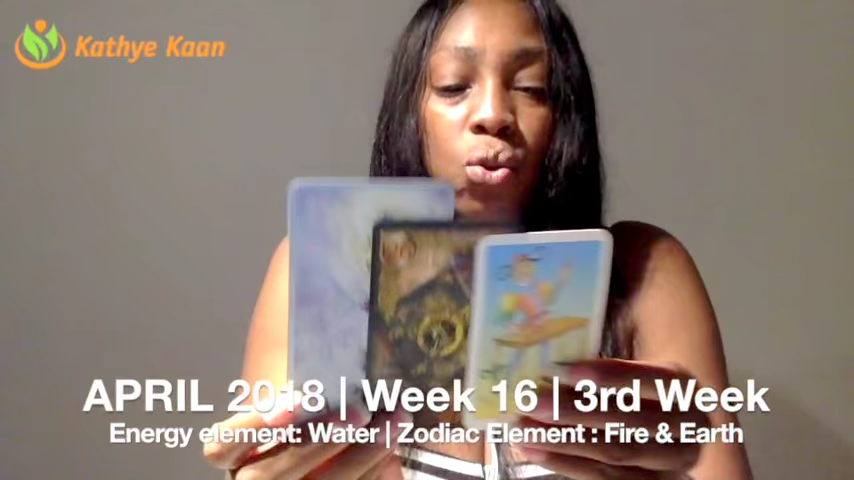 Kathye Kaan
APRIL 2018 | Week 16 | 3rd Week
Energy element: Water | Zodiac Element : Fire & Earth